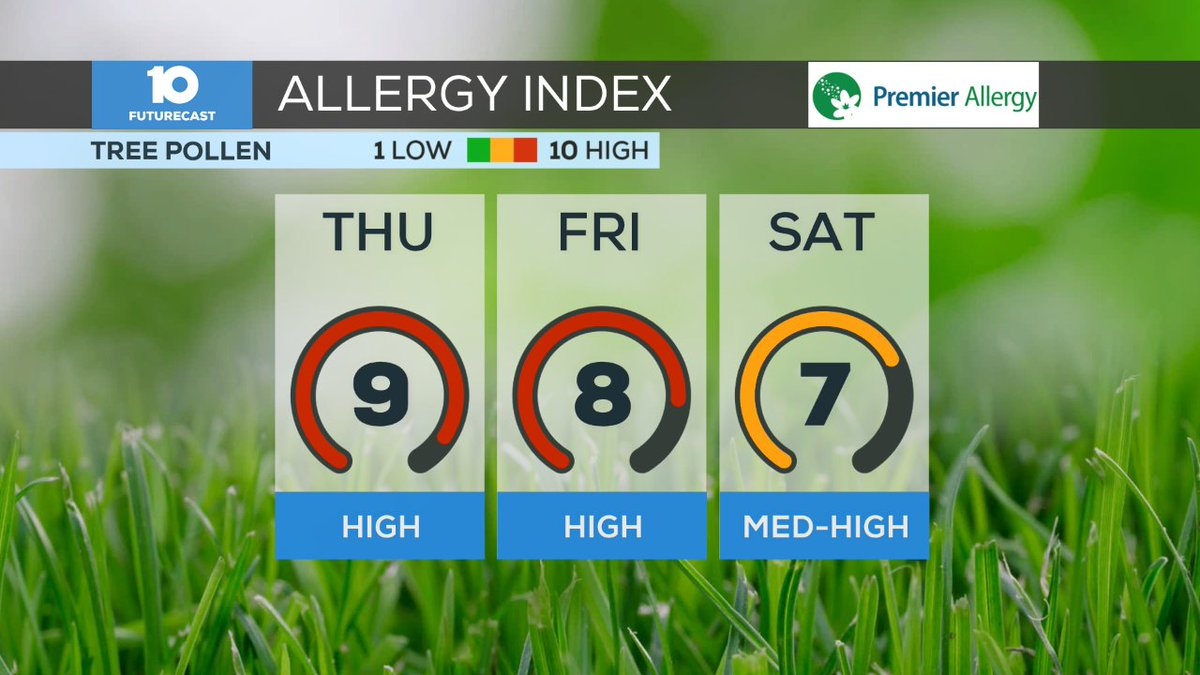 10
FUTURECAST
ALLERGY INDEX
Premier Allergy
TREE POLLEN
1 LOW
10 HIGH
THU
FRI
SAT
9
8
7
HIGH
HIGH
MED-HIGH